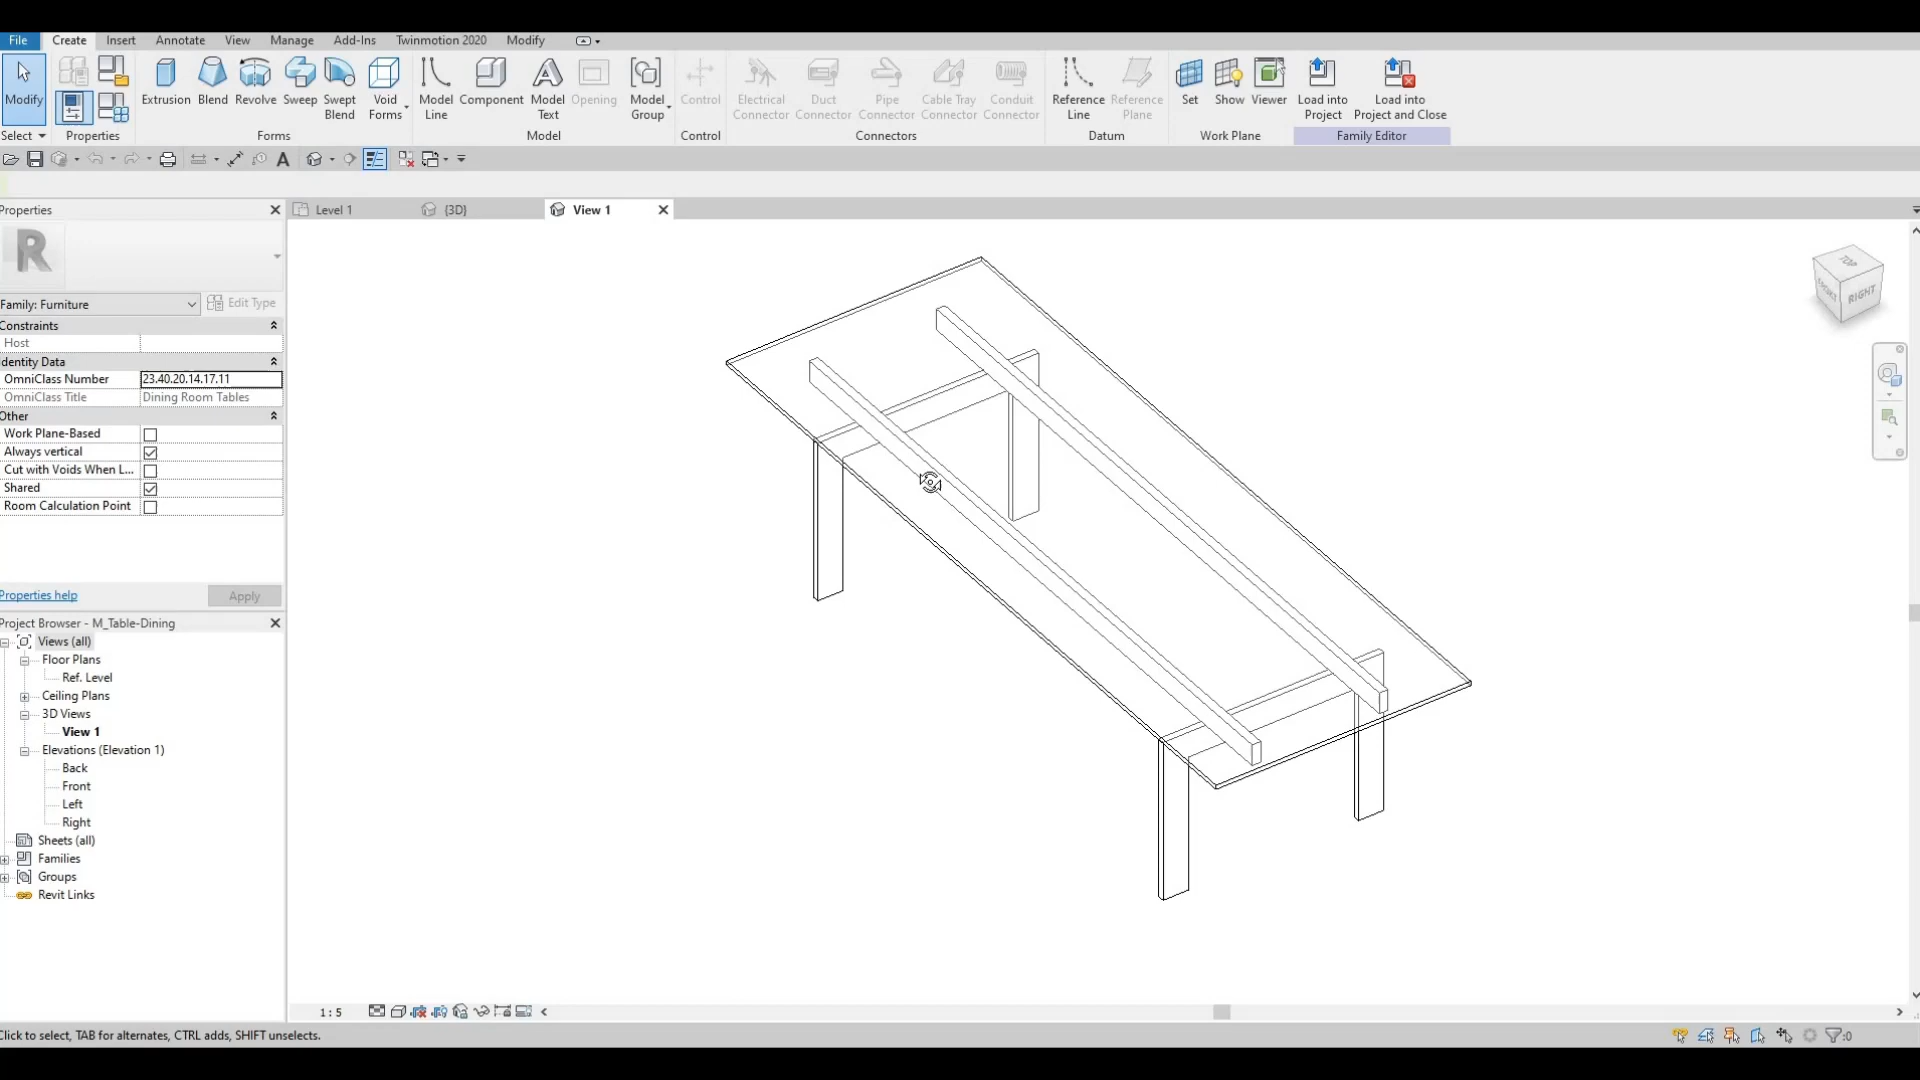 File Create Insert Annotate View Manage Add-Ins Twinmotion 2020 Modify
Modify Extrusion Blend Revolve Sweep Swept Blend Void Forms Model Line Component Model Text Opening Model Group Control Electrical Connector Duct Connector Pipe Connector Cable Tray Connector Conduit Connector Reference Line Reference Plane Set Show Viewer Load into Project Load into Project and Close
Select Properties Forms Model Control Connectors Datum Work Plane Family Editor
Properties
Level 1
{3D}
View 1
R
Family: Furniture
Edit Type
Constraints
Host
Identity Data
OmniClass Number 23.40.20.14.17.11
OmniClass Title Dining Room Tables
Other
Work Plane-Based
Always vertical
Cut with Voids When L...
Shared
Room Calculation Point
Properties help
Apply
Project Browser - M_Table-Dining
Views (all)
Floor Plans
Ref. Level
Ceiling Plans
3D Views
View 1
Elevations (Elevation 1)
Back
Front
Left
Right
Sheets (all)
Families
Groups
Revit Links
TOP
FRONT
RIGHT
1 : 5
Click to select, TAB for alternates, CTRL adds, SHIFT unselects.
:0